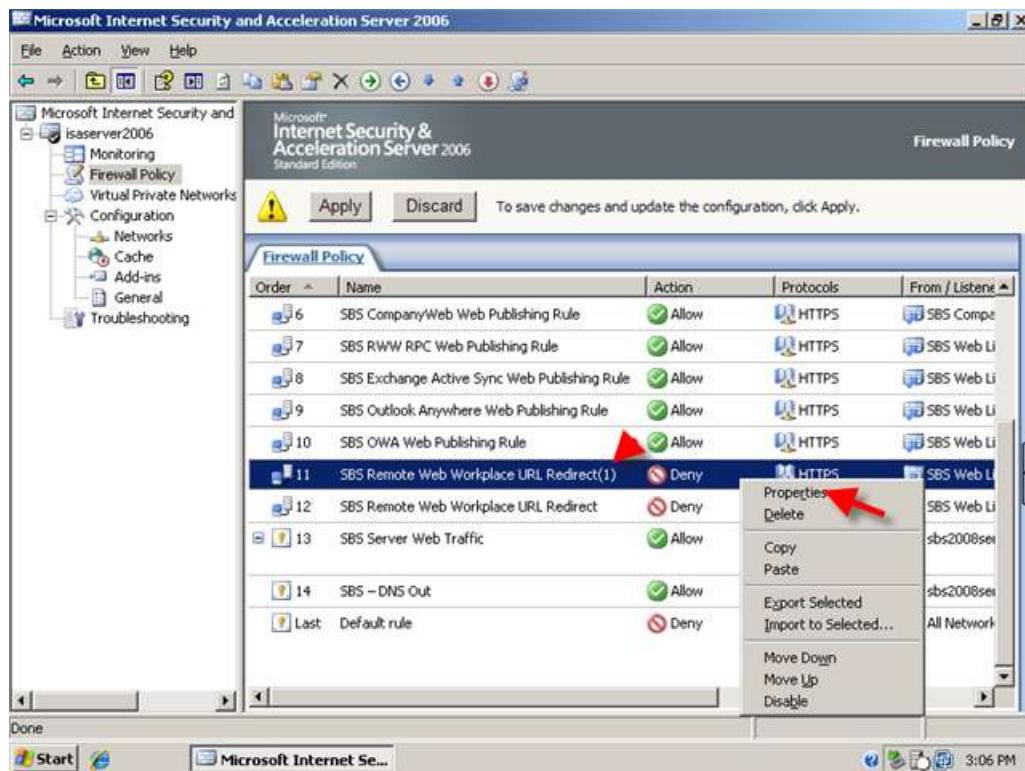 Microsoft Internet Security and Acceleration Server 2006
File Action View Help
Microsoft Internet Security and
isaserver2006
Monitoring
Firewall Policy
Virtual Private Networks
Configuration
Networks
Cache
Add-ins
General
Troubleshooting
Microsoft
Internet Security &
Acceleration Server 2006
Standard Edition
Firewall Policy
Apply Discard To save changes and update the configuration, click Apply.
Firewall Policy
Order Name Action Protocols From / Listene
6 SBS CompanyWeb Web Publishing Rule Allow HTTPS SBS Compa
7 SBS RWW RPC Web Publishing Rule Allow HTTPS SBS Web Li
8 SBS Exchange Active Sync Web Publishing Rule Allow HTTPS SBS Web Li
9 SBS Outlook Anywhere Web Publishing Rule Allow HTTPS SBS Web Li
10 SBS OWA Web Publishing Rule Allow HTTPS SBS Web Li
11 SBS Remote Web Workplace URL Redirect(1) Deny HTTPS SBS Web Li
12 SBS Remote Web Workplace URL Redirect Deny SBS Web Li
13 SBS Server Web Traffic Allow sbs2008ser
14 SBS – DNS Out Allow sbs2008ser
Last Default rule Deny All Network
Properties
Delete
Copy
Paste
Export Selected
Import to Selected...
Move Down
Move Up
Disable
Done
Start Microsoft Internet Se... 3:06 PM